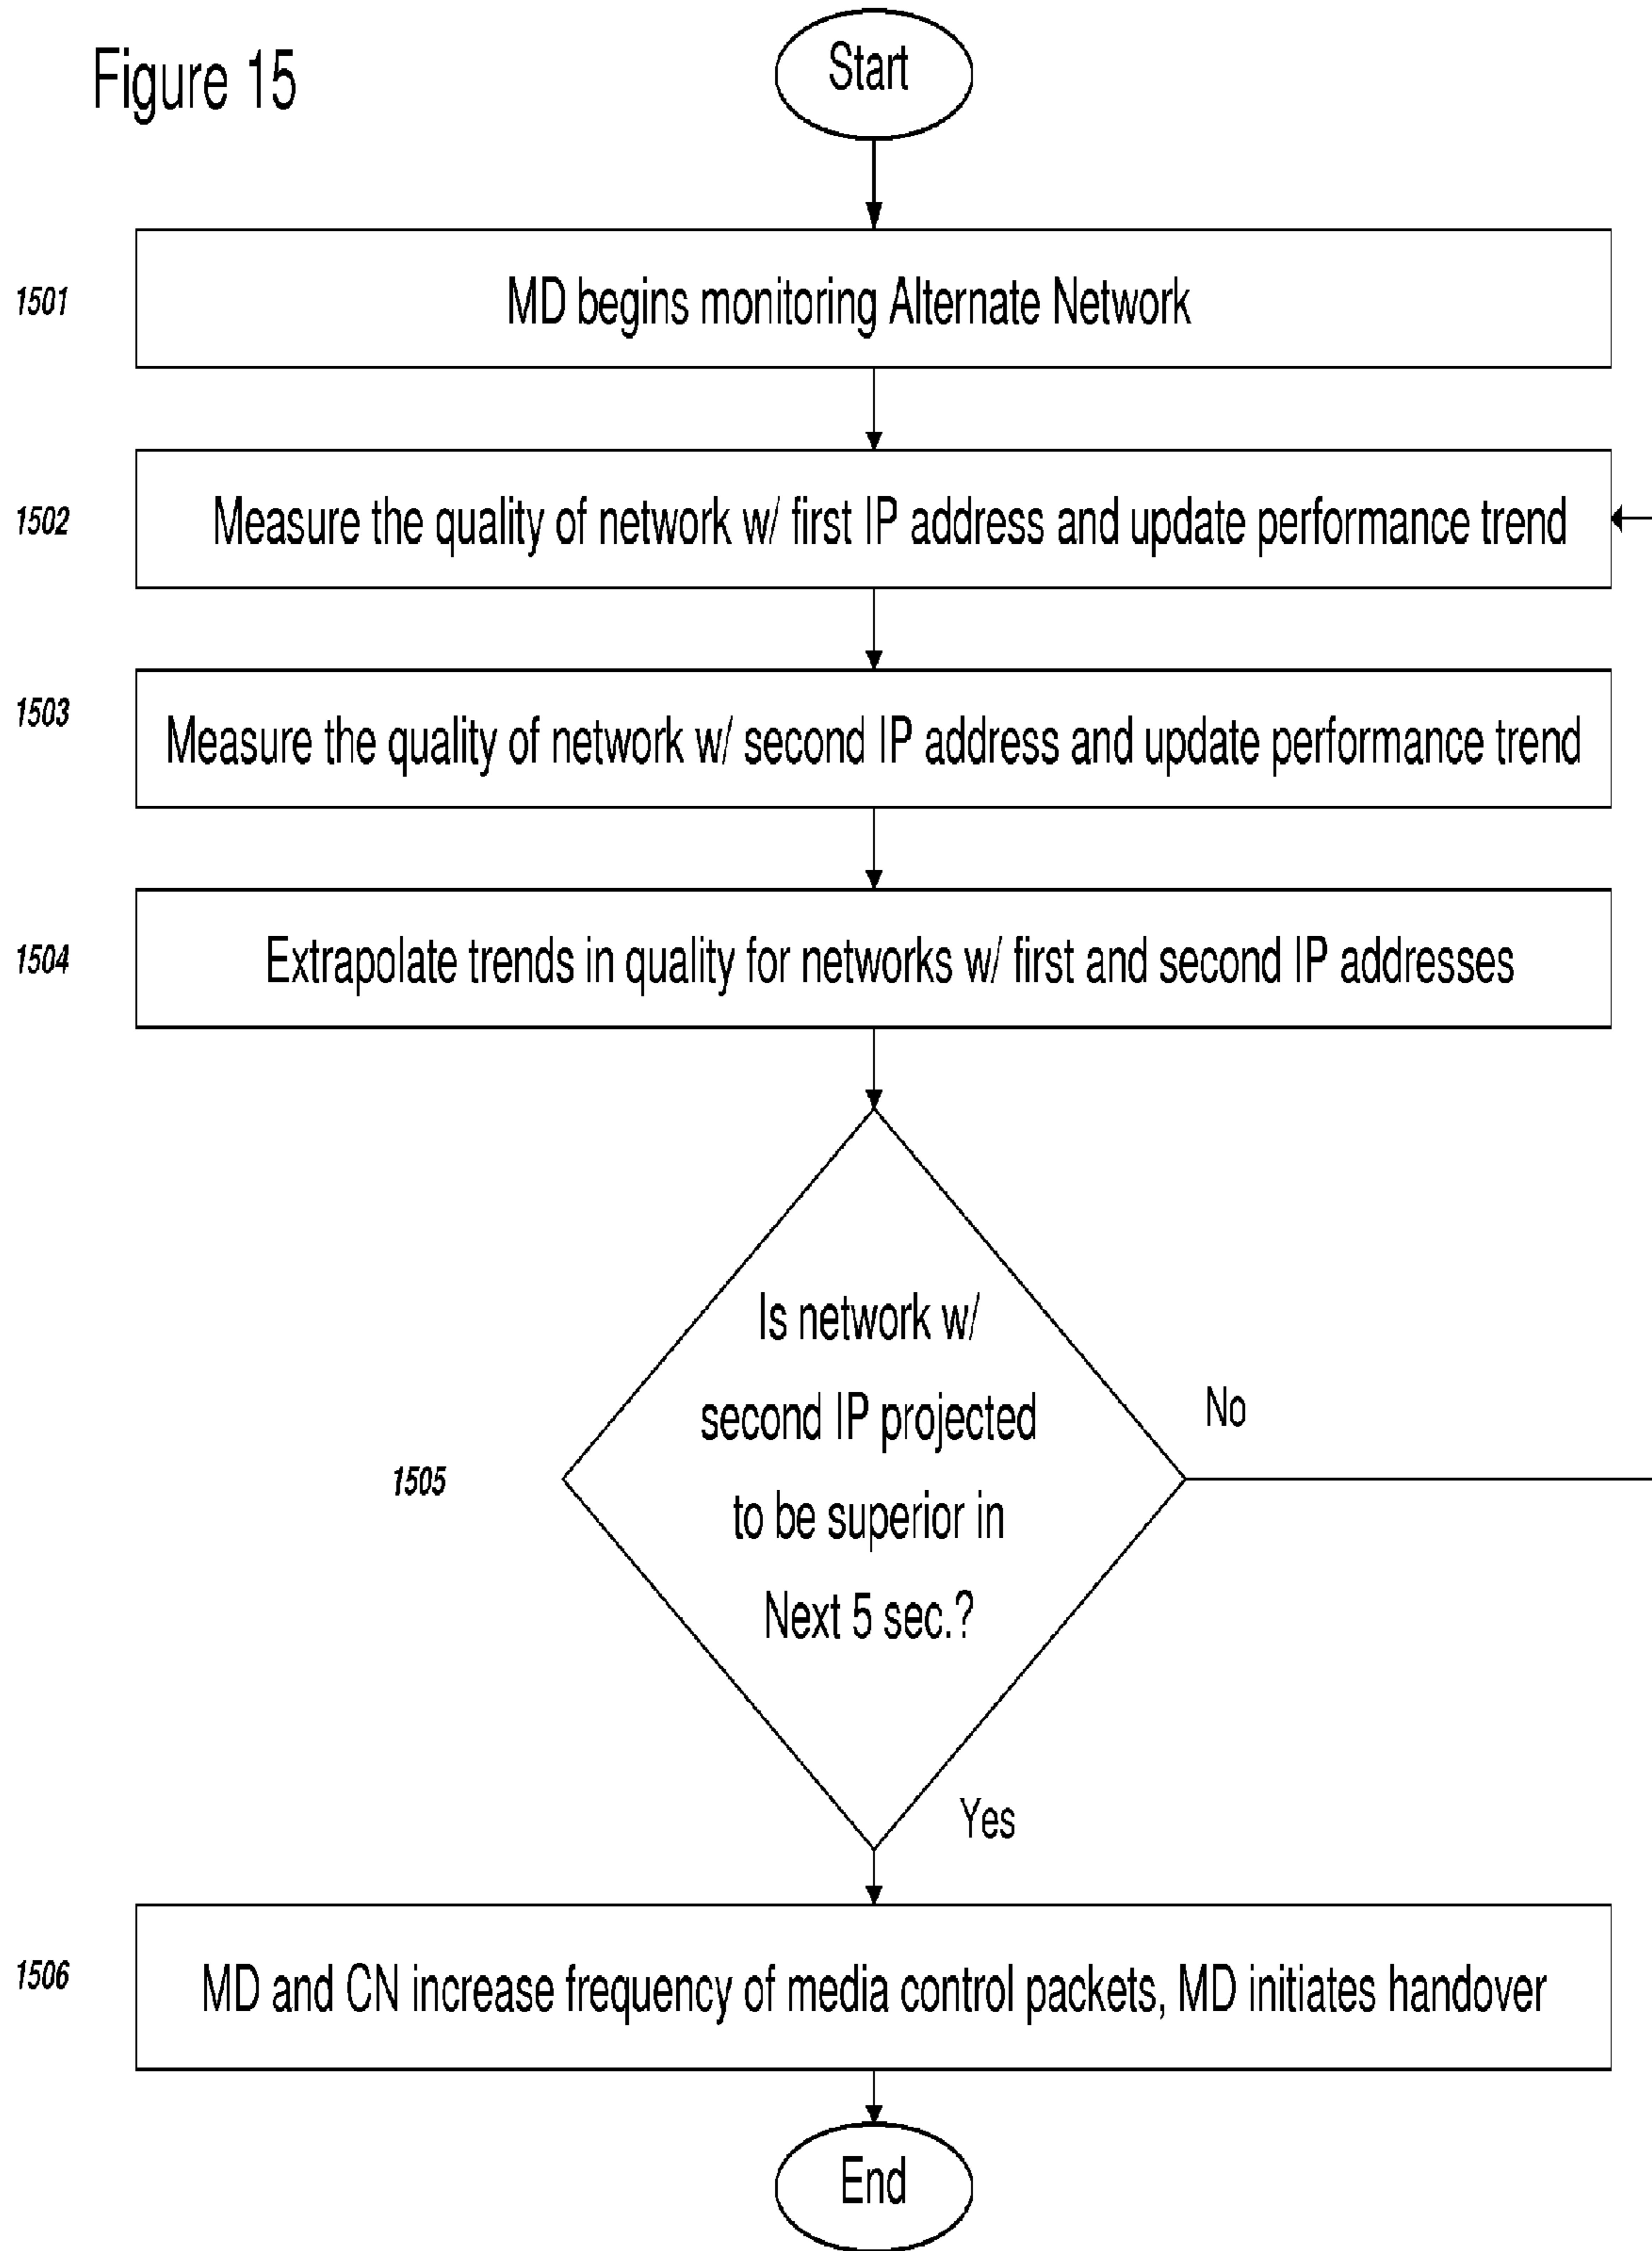 Figure 15
Start
1501
MD begins monitoring Alternate Network
1502
Measure the quality of network w/ first IP address and update performance trend
1503
Measure the quality of network w/ second IP address and update performance trend
1504
Extrapolate trends in quality for networks w/ first and second IP addresses
1505
Is network w/
second IP projected
to be superior in
Next 5 sec.?
No
Yes
1506
MD and CN increase frequency of media control packets, MD initiates handover
End